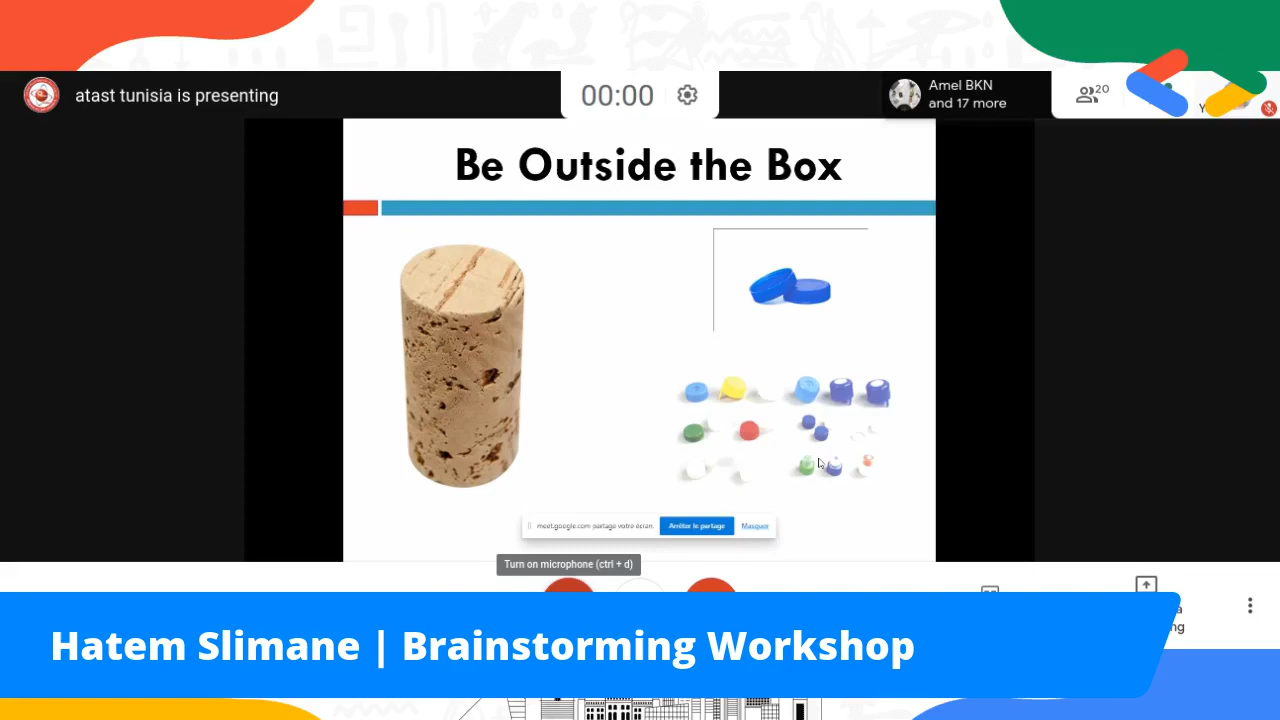 atast tunisia is presenting
00:00
Amel BKN
and 17 more
20
Y
Be Outside the Box
meet.google.com partage votre écran.
Arrêter le partage
Masquer
Turn on microphone (ctrl + d)
a
ng
Hatem Slimane | Brainstorming Workshop